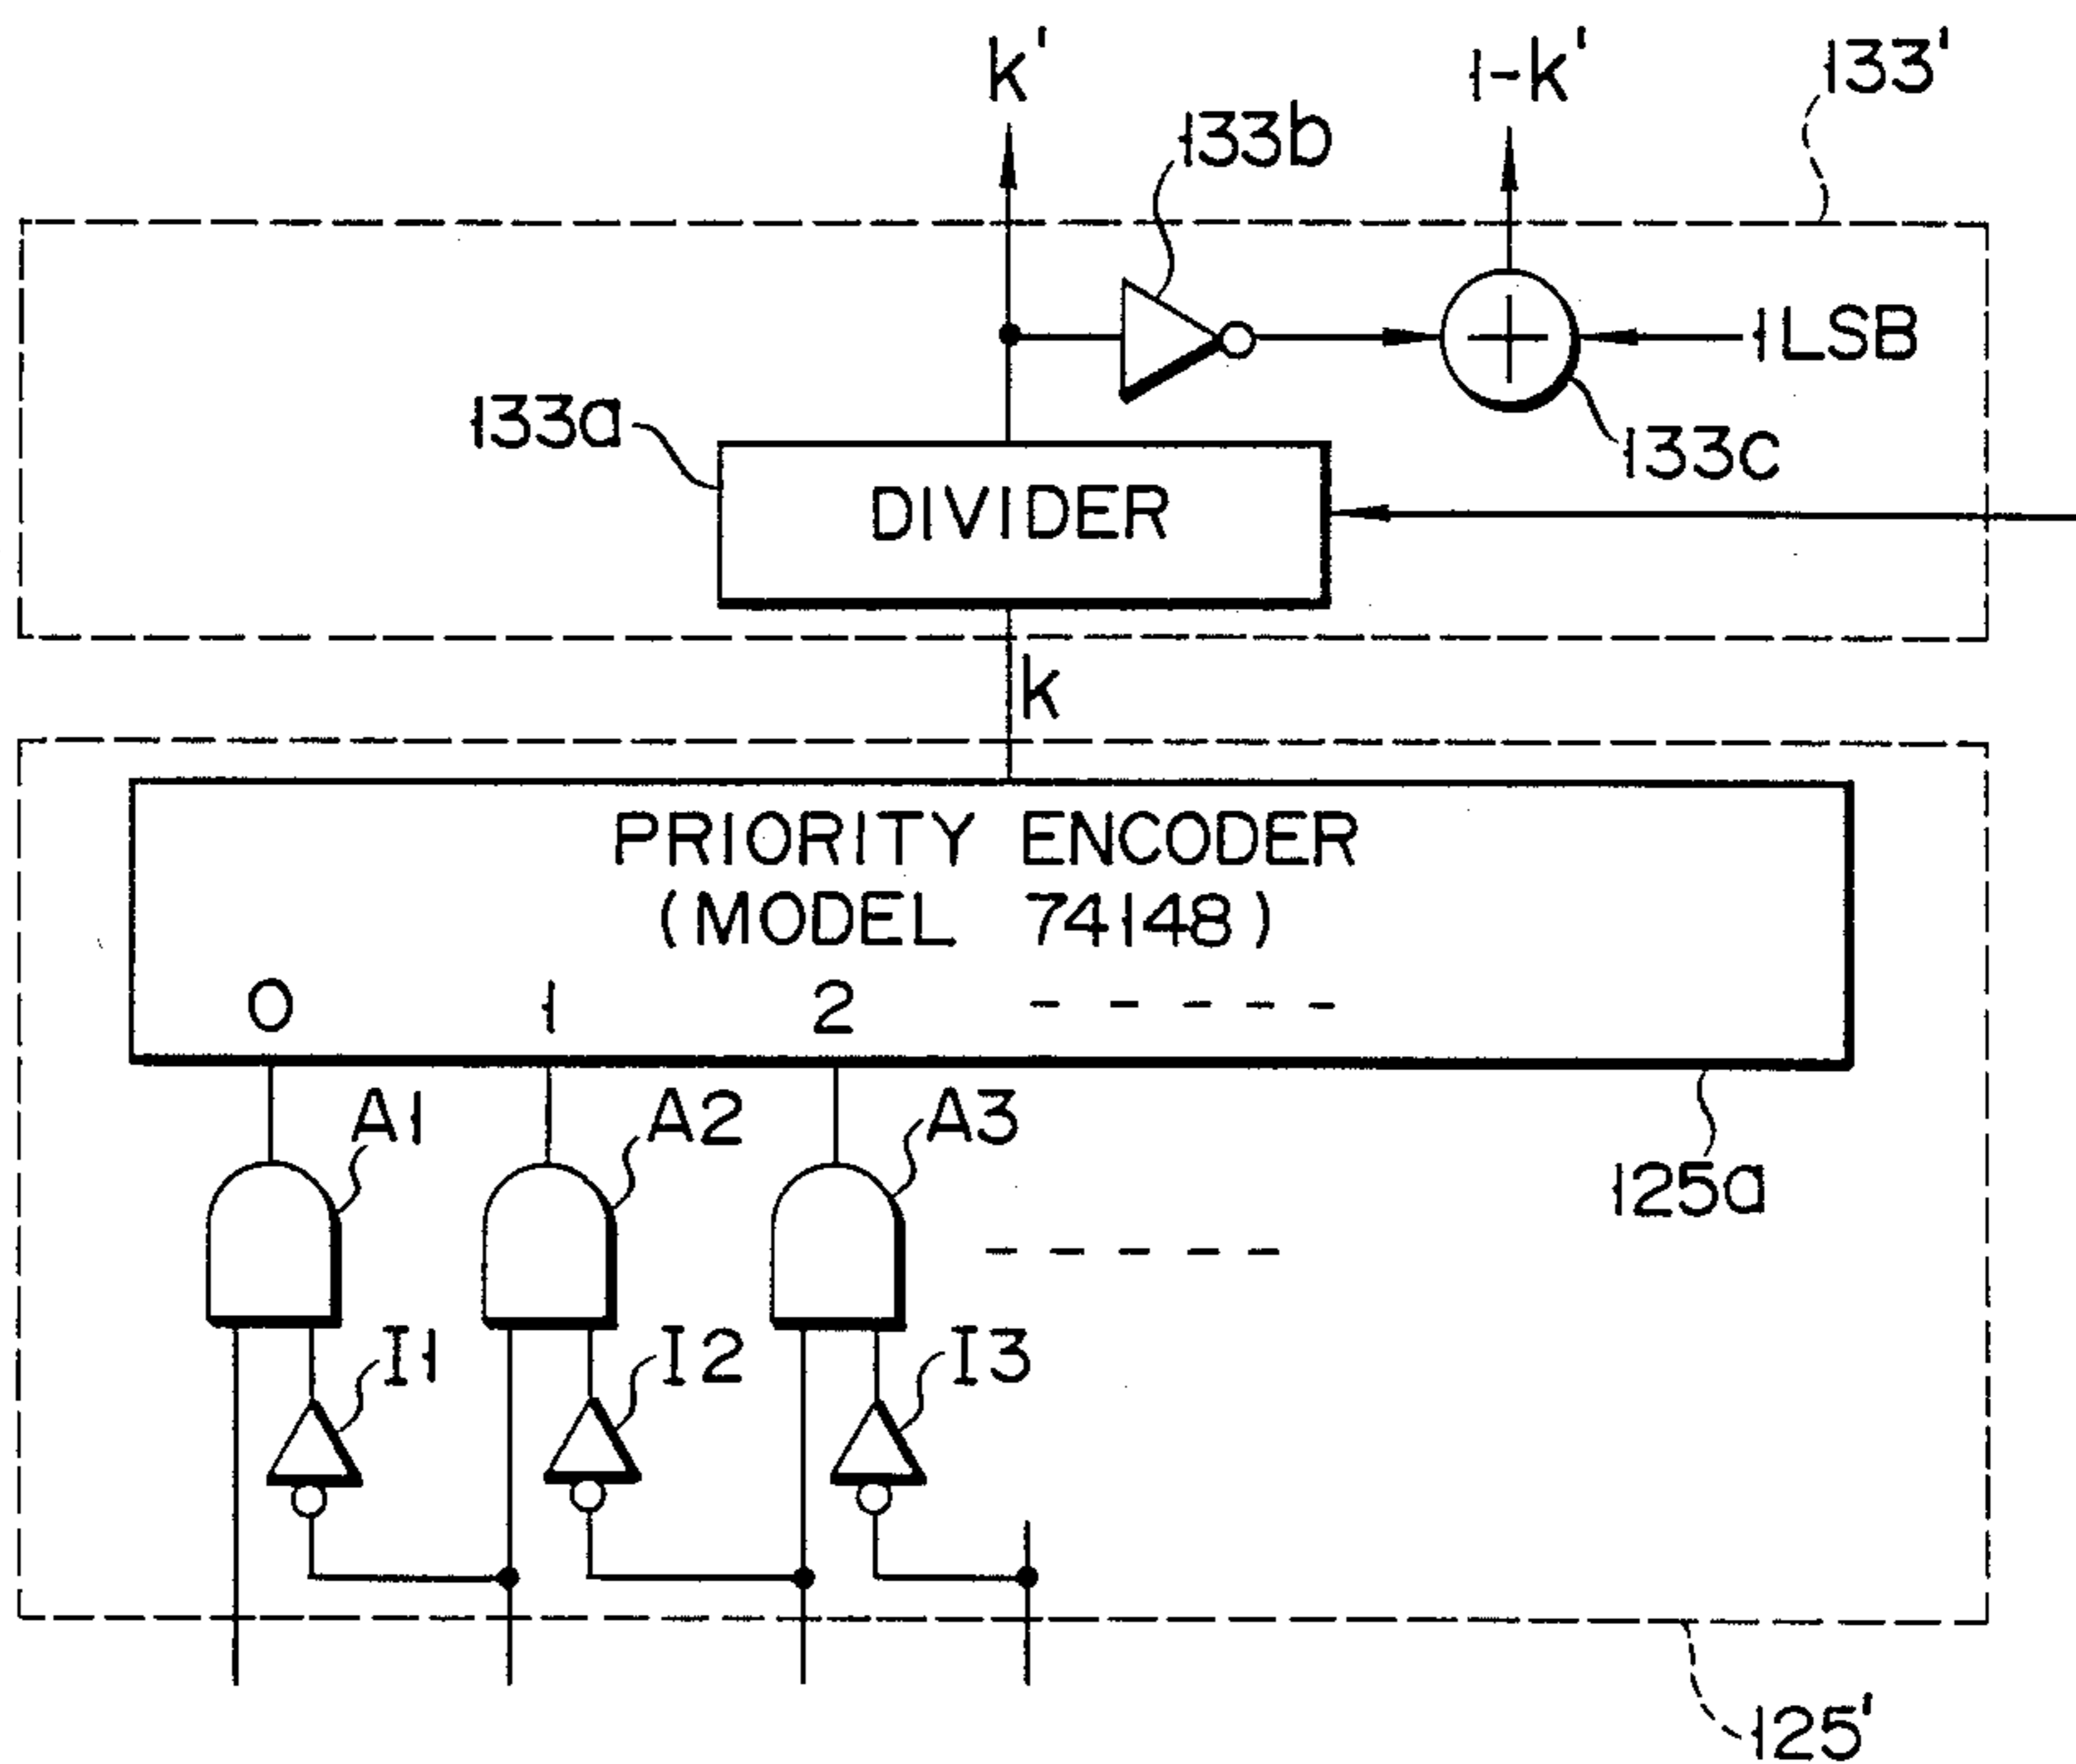 k' 1-k' 133'
133b
1LSB
133a
133c
DIVIDER
k
PRIORITY ENCODER
(MODEL 74148)
0 1 2 -----
A1 A2 A3
125a
-----
I1 I2 I3
125'